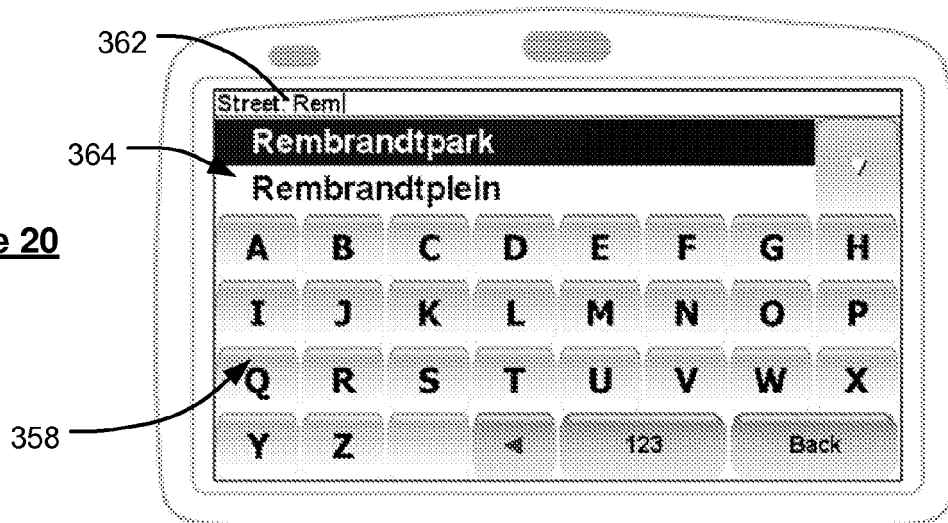 362
Street: Rem
Rembrandtpark
364
/
Rembrandtplein
e 20
A B C D E F G H
I J K L M N O P
Q R S T U V W X
358
Y Z ◄ 123 Back